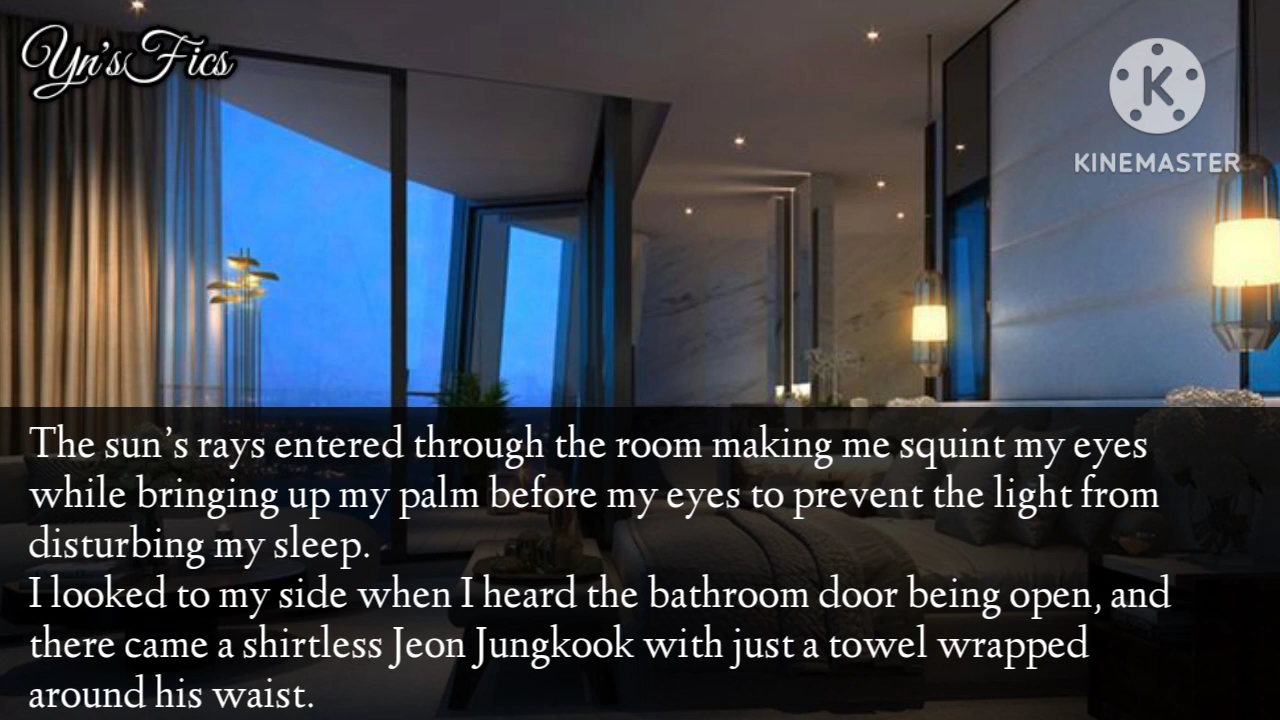 Yn's Fics
KINEMASTER
The sun's rays entered through the room making me squint my eyes
while bringing up my palm before my eyes to prevent the light from
disturbing my sleep.
I looked to my side when I heard the bathroom door being open, and
there came a shirtless Jeon Jungkook with just a towel wrapped
around his waist.